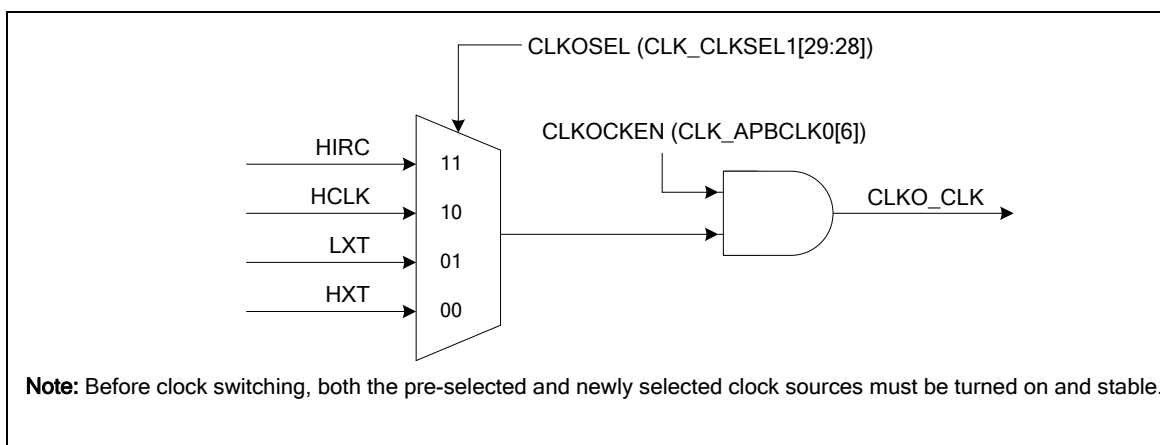 CLKOSEL (CLK_CLKSEL1[29:28])
CLKOCKEN (CLK_APBCLK0[6])
HIRC
11
HCLK
10
LXT
01
HXT
00
CLKO_CLK
Note: Before clock switching, both the pre-selected and newly selected clock sources must be turned on and stable.